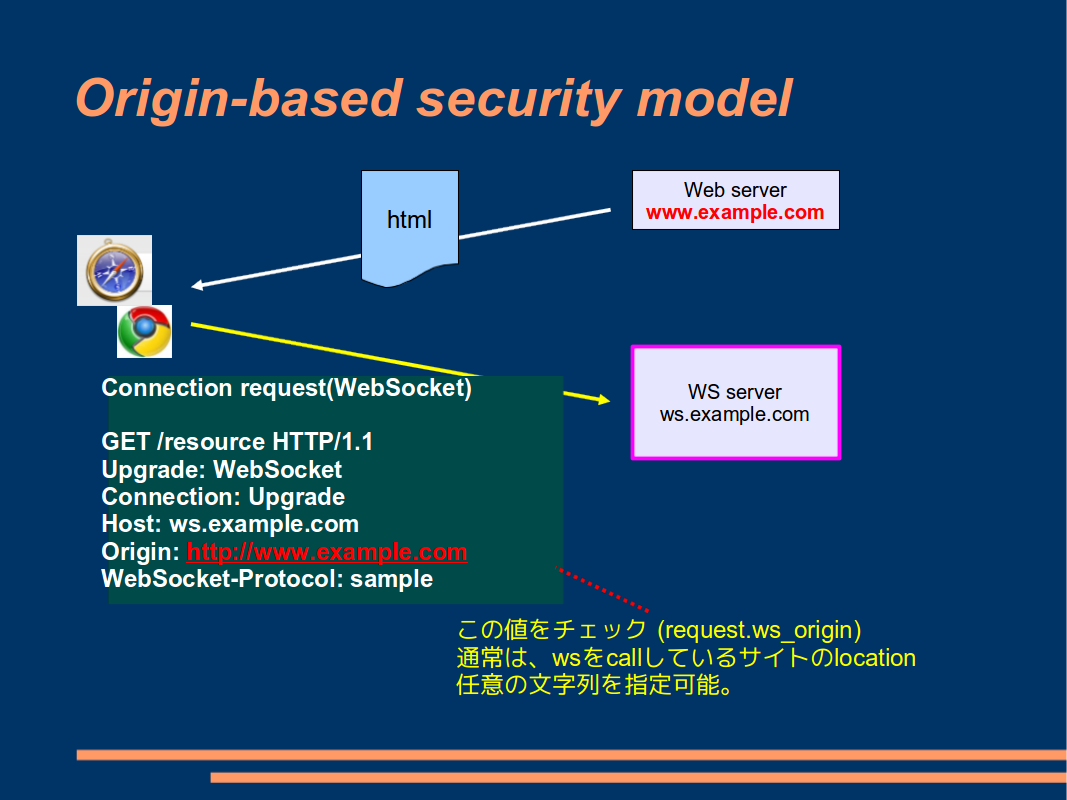 Origin-based security model
html
Web server
www.example.com
WS server
ws.example.com
Connection request(WebSocket)
GET /resource HTTP/1.1
Upgrade: WebSocket
Connection: Upgrade
Host: ws.example.com
Origin: http://www.example.com
WebSocket-Protocol: sample
この値をチェック (request.ws_origin)
通常は、wsをcallしているサイトのlocation
任意の文字列を指定可能。